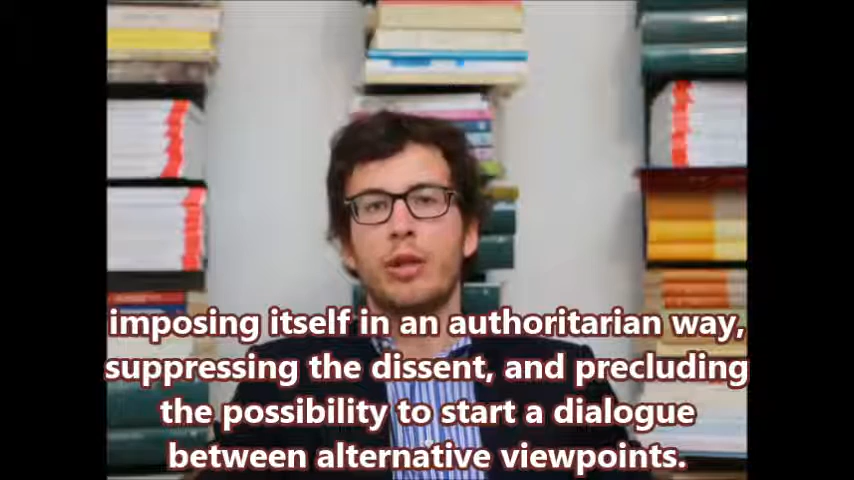 imposing itself in an authoritarian way,
suppressing the dissent, and precluding
the possibility to start a dialogue
between alternative viewpoints.